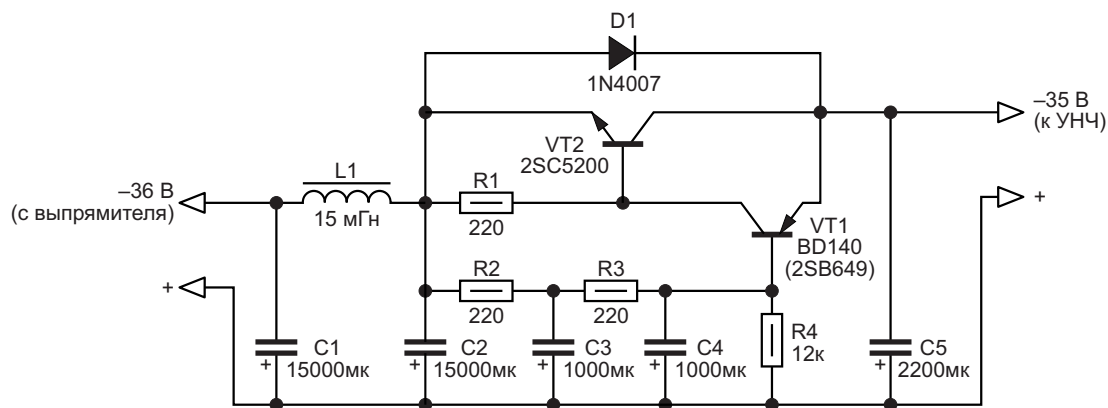 D1
1N4007
–35 В
(к УНЧ)
VT2
2SC5200
L1
–36 В
(с выпрямителя)
15 мГн
R1
220
+
VT1
BD140
(2SB649)
+
R2
220
R3
220
R4
12к
C1
15000мк
+
C2
15000мк
+
C3
1000мк
+
C4
1000мк
+
C5
2200мк
+